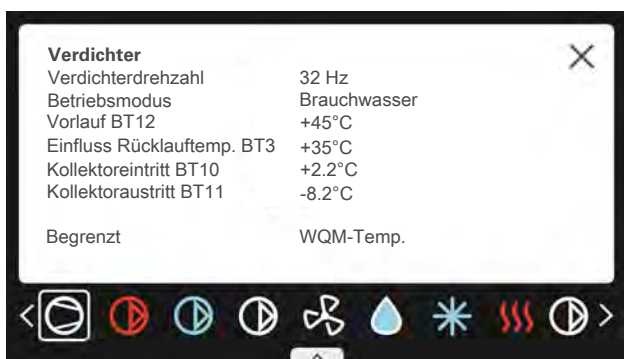 Verdichter
Verdichterdrehzahl 32 Hz
Betriebsmodus Brauchwasser
Vorlauf BT12 +45°C
Einfluss Rücklauftemp. BT3 +35°C
Kollektoreintritt BT10 +2.2°C
Kollektoraustritt BT11 -8.2°C
Begrenzt WQM-Temp.